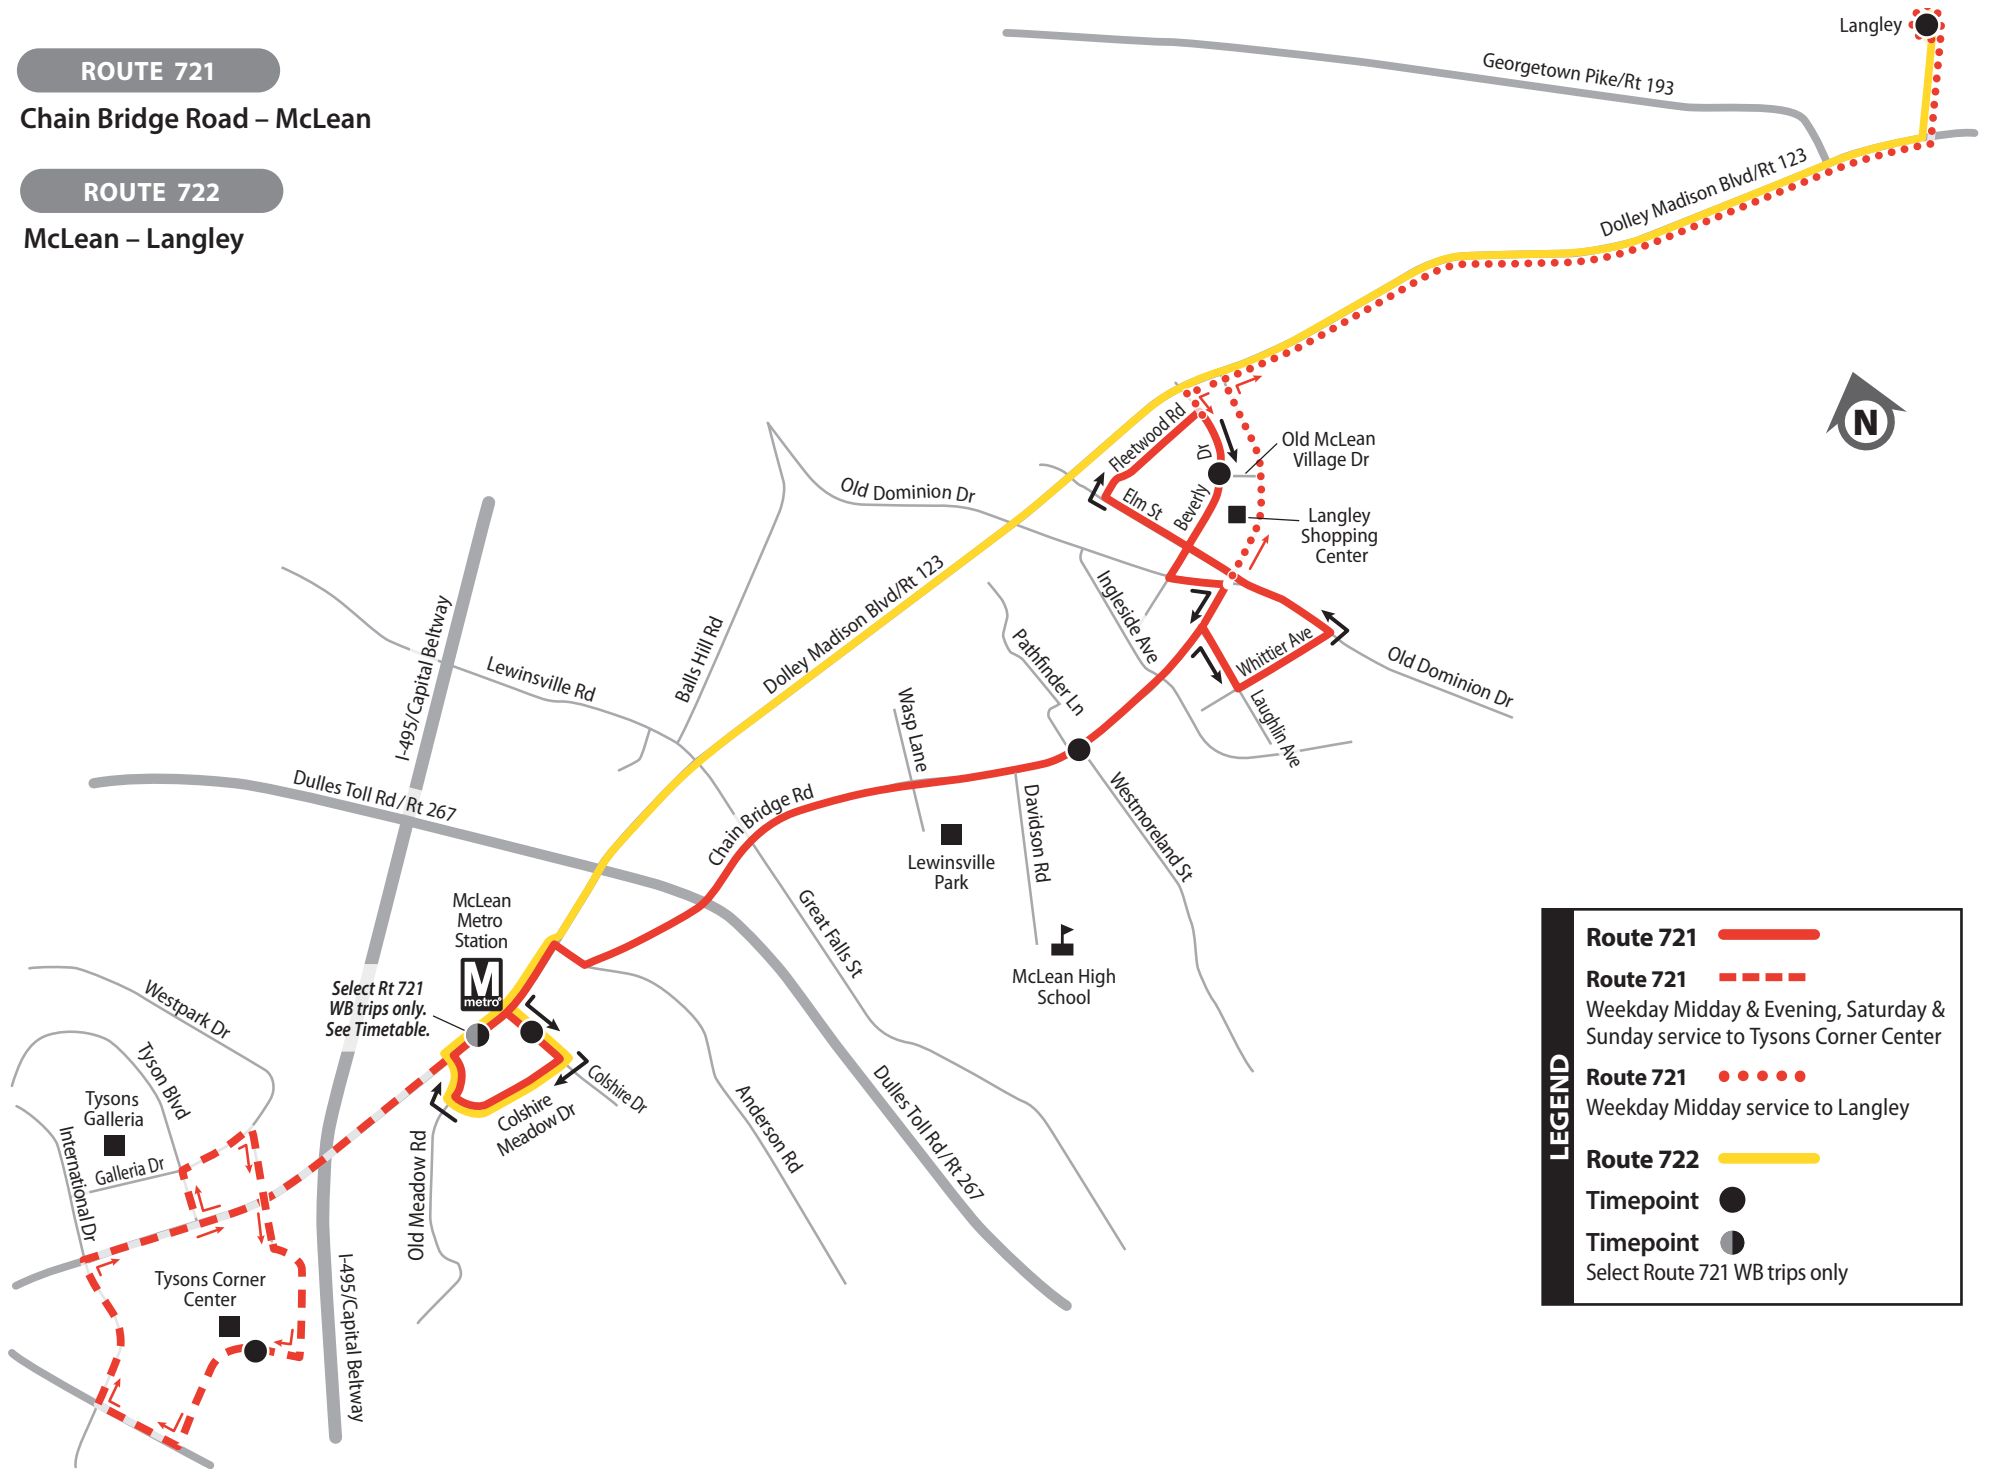 ROUTE 721
Chain Bridge Road – McLean
ROUTE 722
McLean – Langley
Langley
Georgetown Pike/Rt 193
Dolley Madison Blvd/Rt 123
N
Fleetwood Rd
Dr
Beverly
Elm St
Old McLean
Village Dr
Langley
Shopping
Center
Old Dominion Dr
Ingleside Ave
Whittier Ave
Old Dominion Dr
Laughlin Ave
Pathfinder Ln
Dolley Madison Blvd/Rt 123
Balls Hill Rd
Lewinsville Rd
I-495/Capital Beltway
Dulles Toll Rd/Rt 267
Wasp Lane
Chain Bridge Rd
Lewinsville
Park
Davidson Rd
Westmoreland St
McLean High
School
Great Falls St
McLean
Metro
Station
M
metro
Select Rt 721
WB trips only.
See Timetable.
Colshire Dr
Colshire
Meadow Dr
Old Meadow Rd
Anderson Rd
Dulles Toll Rd/Rt 267
Westpark Dr
Tyson Blvd
Tysons
Galleria
Galleria Dr
International Dr
Tysons Corner
Center
I-495/Capital Beltway
LEGEND
Route 721
Route 721
Weekday Midday & Evening, Saturday &
Sunday service to Tysons Corner Center
Route 721
Weekday Midday service to Langley
Route 722
Timepoint
Timepoint
Select Route 721 WB trips only